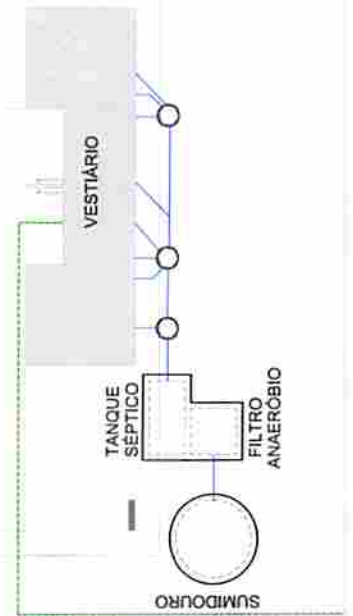 VESTIÁRIO
TANQUE
SÉPTICO
FILTRO
ANAERÓBIO
SUMIDOURO